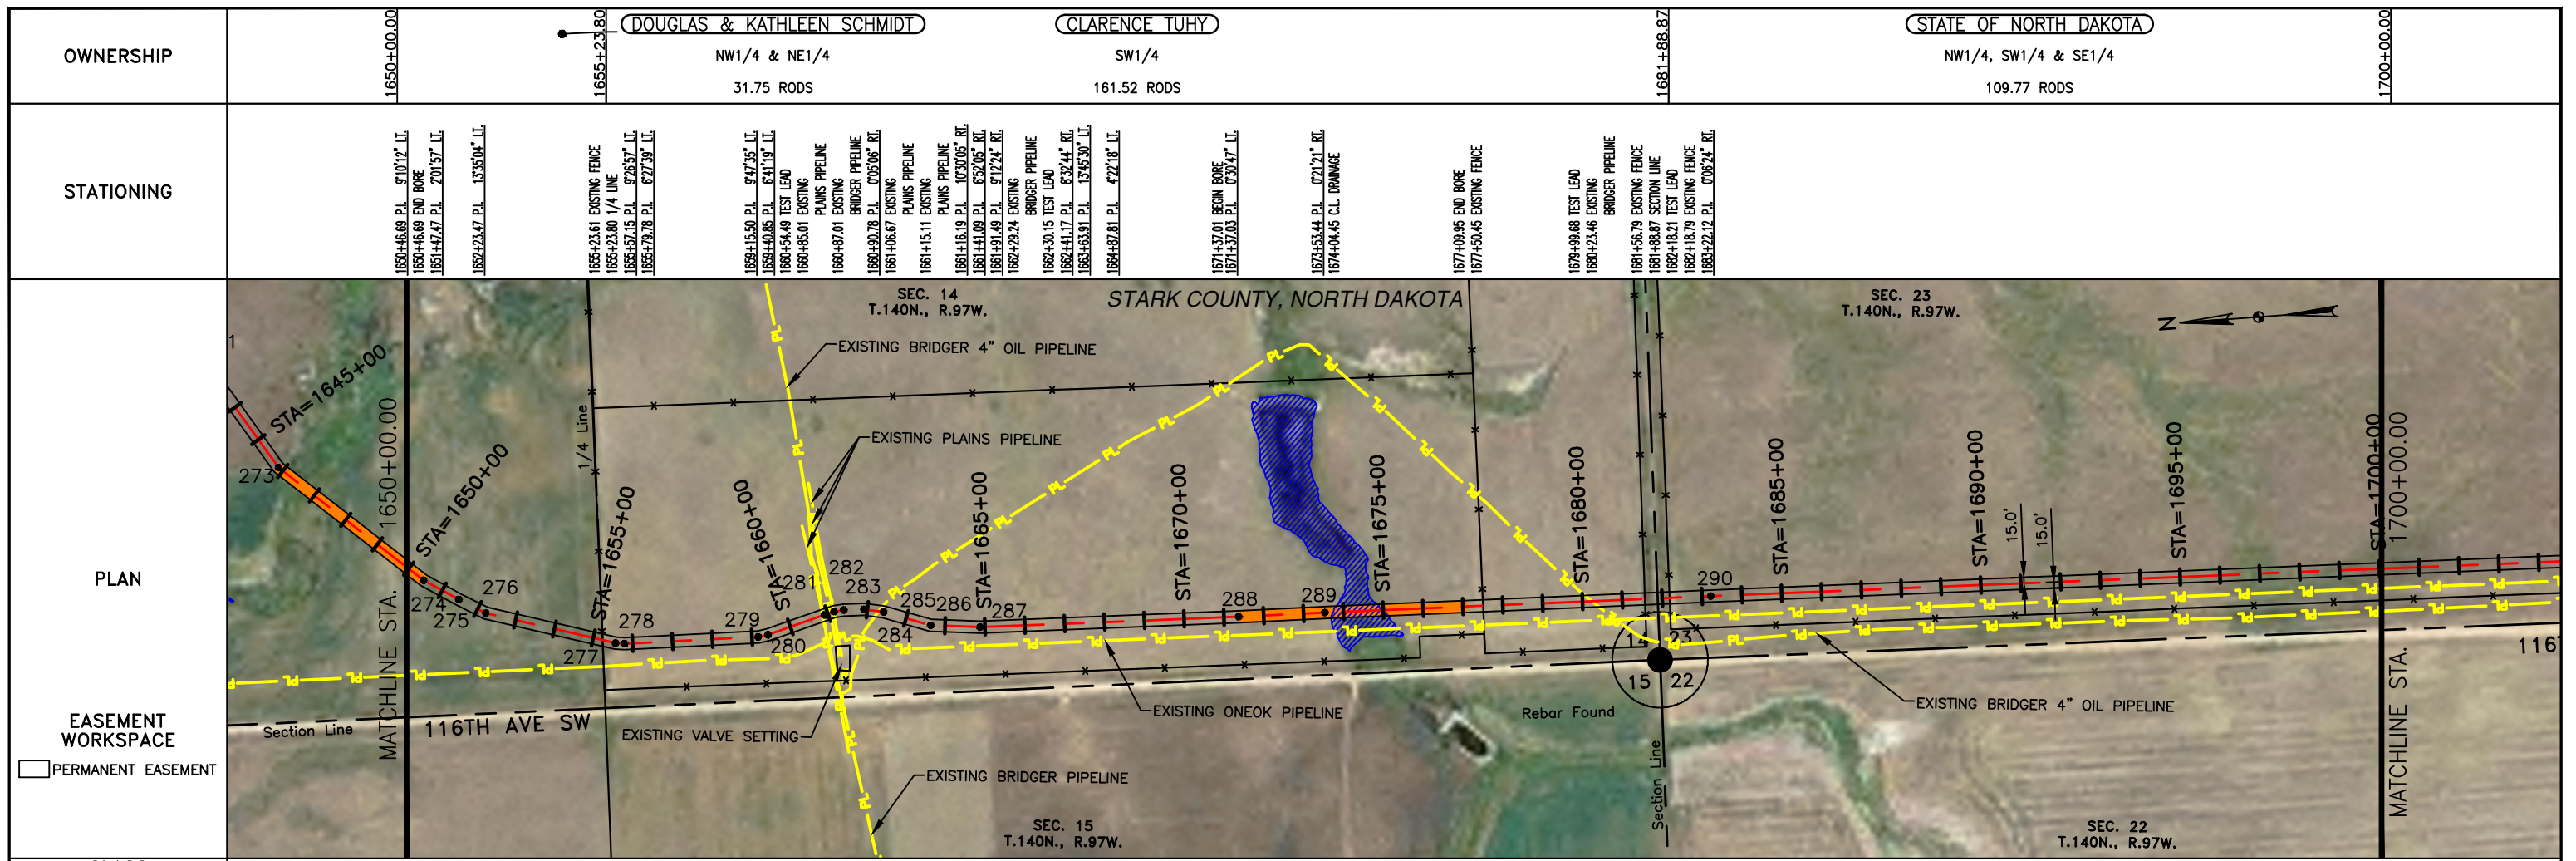 OWNERSHIP
1650+00.00
1655+23.80
DOUGLAS & KATHLEEN SCHMIDT
NW1/4 & NE1/4
31.75 RODS
CLARENCE TUHY
SW1/4
161.52 RODS
1681+88.87
STATE OF NORTH DAKOTA
NW1/4, SW1/4 & SE1/4
109.77 RODS
1700+00.00
STATIONING
1650+46.69 P.I. 9°10'12" LT.
1650+46.69 END BORE
1651+47.47 P.I. 2°01'57" LT.
1652+23.47 P.I. 13°35'04" LT.
1655+23.61 EXISTING FENCE
1655+23.80 1/4 LINE
1655+57.15 P.I. 9°26'57" LT.
1655+79.78 P.I. 6°27'39" LT.
1659+15.50 P.I. 9°47'35" LT.
1659+40.85 P.I. 6°41'19" LT.
1660+54.49 TEST LEAD
1660+85.01 EXISTING
PLAINS PIPELINE
1660+87.01 EXISTING
BRIDGER PIPELINE
1660+90.78 P.I. 0°05'06" RT.
1661+06.67 EXISTING
PLAINS PIPELINE
1661+15.11 EXISTING
PLAINS PIPELINE
1661+16.19 P.I. 10°30'05" RT.
1661+41.09 P.I. 6°52'05" RT.
1661+91.49 P.I. 9°12'24" RT.
1662+29.24 EXISTING
BRIDGER PIPELINE
1662+30.15 TEST LEAD
1662+41.17 P.I. 8°32'44" RT.
1663+63.91 P.I. 13°45'30" LT.
1664+87.81 P.I. 4°22'18" LT.
1671+37.01 BEGIN BORE
1671+37.03 P.I. 0°30'47" LT.
1673+53.44 P.I. 0°21'21" RT.
1674+04.45 C.L. DRAINAGE
1677+09.95 END BORE
1677+50.45 EXISTING FENCE
1679+99.68 TEST LEAD
1680+23.46 EXISTING
BRIDGER PIPELINE
1681+56.79 EXISTING FENCE
1681+88.87 SECTION LINE
1682+18.21 TEST LEAD
1682+18.79 EXISTING FENCE
1683+22.12 P.I. 0°06'24" RT.
PLAN
EASEMENT
WORKSPACE
PERMANENT EASEMENT
SEC. 14
T.140N., R.97W.
STARK COUNTY, NORTH DAKOTA
SEC. 23
T.140N., R.97W.
N
1
STA=1645+00
273
MATCHLINE STA. 1650+00.00
STA=1650+00
274
275
276
1/4 Line
STA=1655+00
277
278
279
280
STA=1660+00
281
282
283
284
285
286
287
EXISTING BRIDGER 4" OIL PIPELINE
EXISTING PLAINS PIPELINE
STA=1665+00
STA=1670+00
288
289
STA=1675+00
STA=1680+00
290
STA=1685+00
STA=1690+00
15.0'
15.0'
STA=1695+00
STA=1700+00
MATCHLINE STA. 1700+00.00
PL
23
15
22
Rebar Found
Section Line
Section Line
116TH AVE SW
EXISTING VALVE SETTING
EXISTING ONEOK PIPELINE
EXISTING BRIDGER PIPELINE
EXISTING BRIDGER 4" OIL PIPELINE
116T
SEC. 15
T.140N., R.97W.
SEC. 22
T.140N., R.97W.